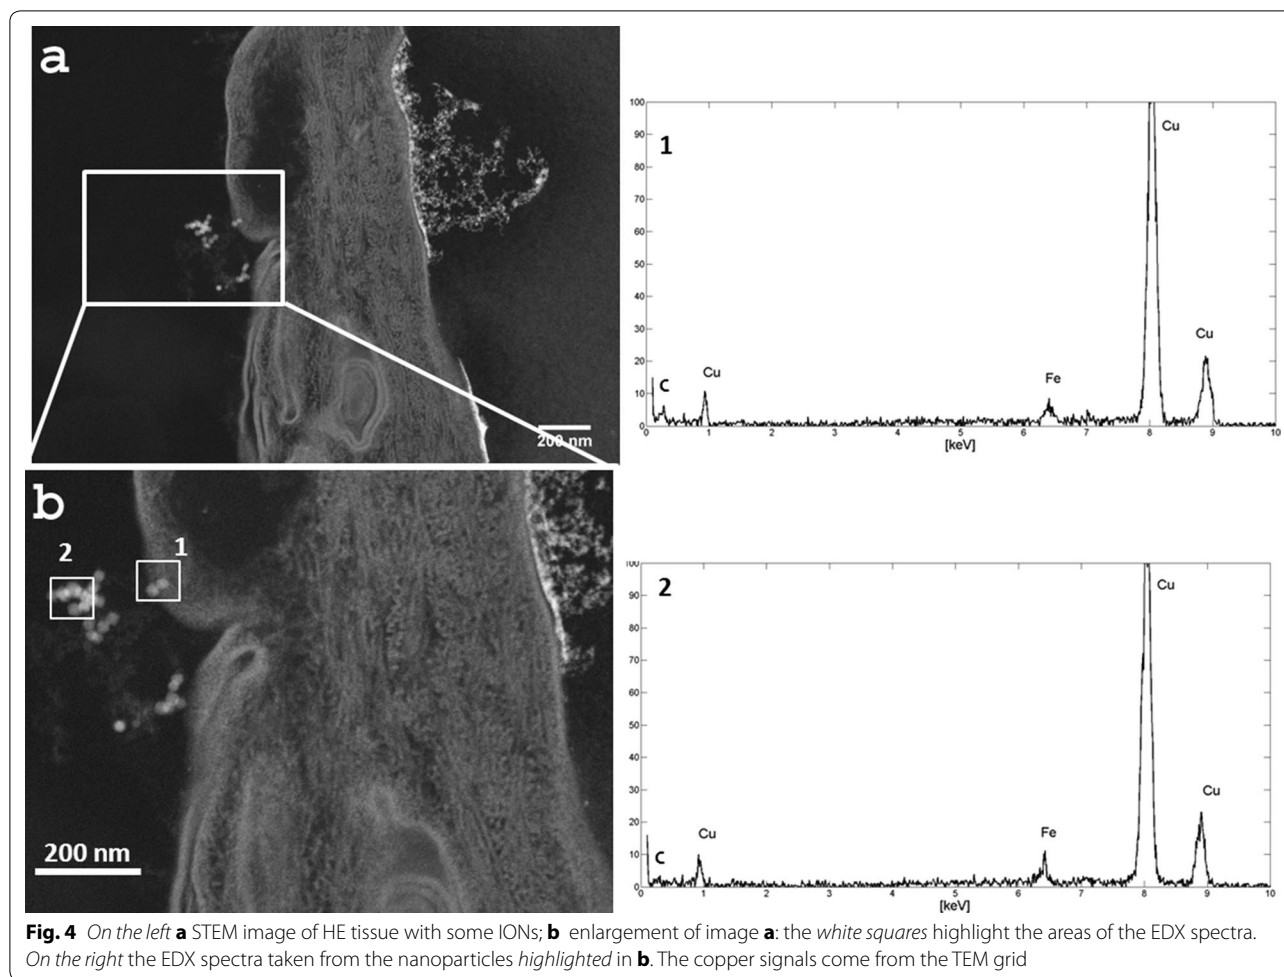 a
200 nm
b
2
1
200 nm
1
100
90
80
70
60
50
40
30
20
10
0
Cu
Cu
Fe
Cu
C
0 1 2 3 4 5 6 7 8 9 10
[keV]
2
100
90
80
70
60
50
40
30
20
10
0
Cu
Cu
Fe
Cu
C
0 1 2 3 4 5 6 7 8 9 10
[keV]
Fig. 4 On the left a STEM image of HE tissue with some IONs; b enlargement of image a: the white squares highlight the areas of the EDX spectra.
On the right the EDX spectra taken from the nanoparticles highlighted in b. The copper signals come from the TEM grid